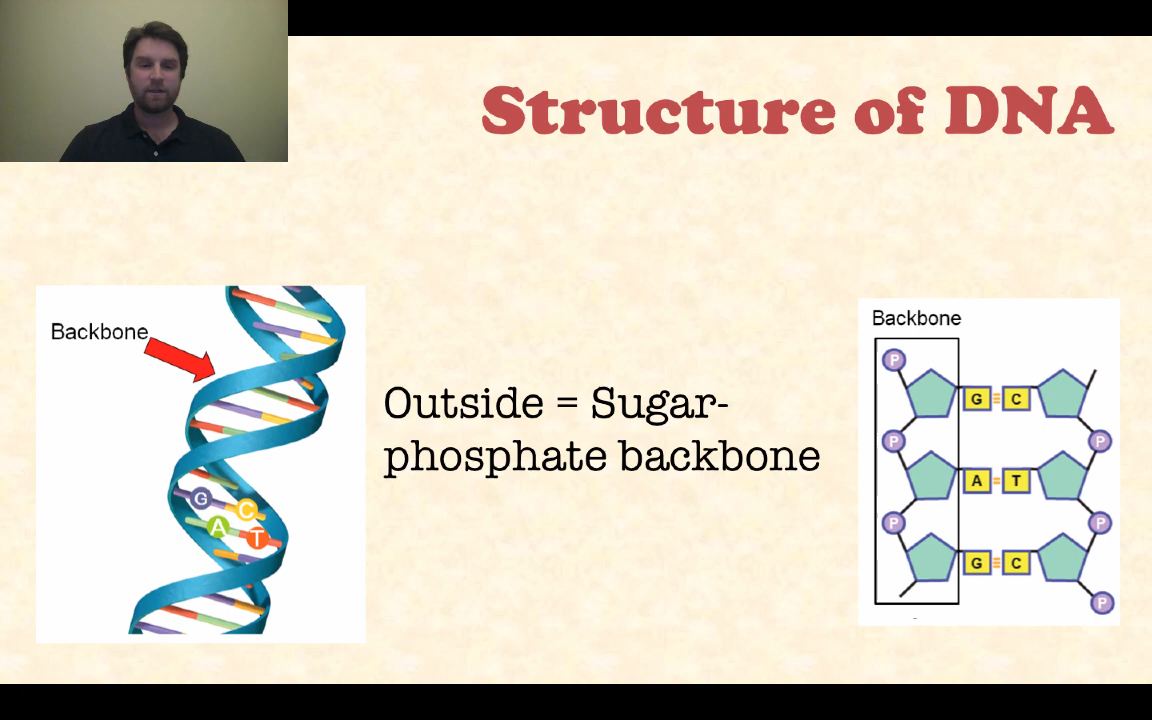 Structure of DNA
Backbone
G
C
A
T
Outside = Sugar-
phosphate backbone
Backbone
P
G C
P P
A T
P P
G C
P